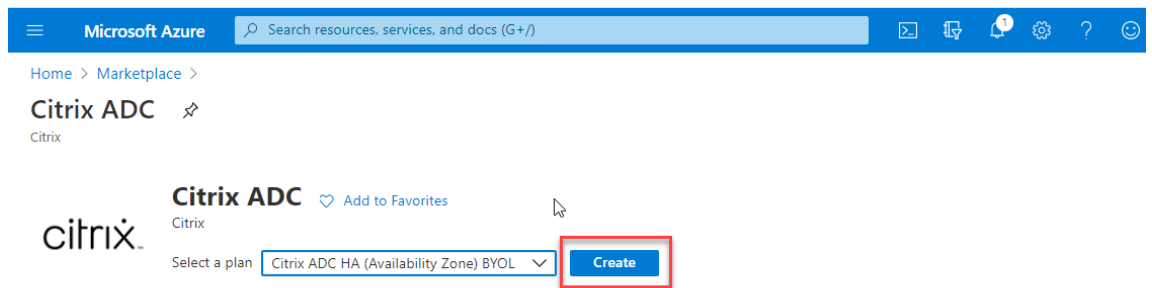 Microsoft Azure
Search resources, services, and docs (G+/)
1
Home > Marketplace >
Citrix ADC
Citrix
citrix
Citrix ADC
Add to Favorites
Citrix
Select a plan
Citrix ADC HA (Availability Zone) BYOL
Create